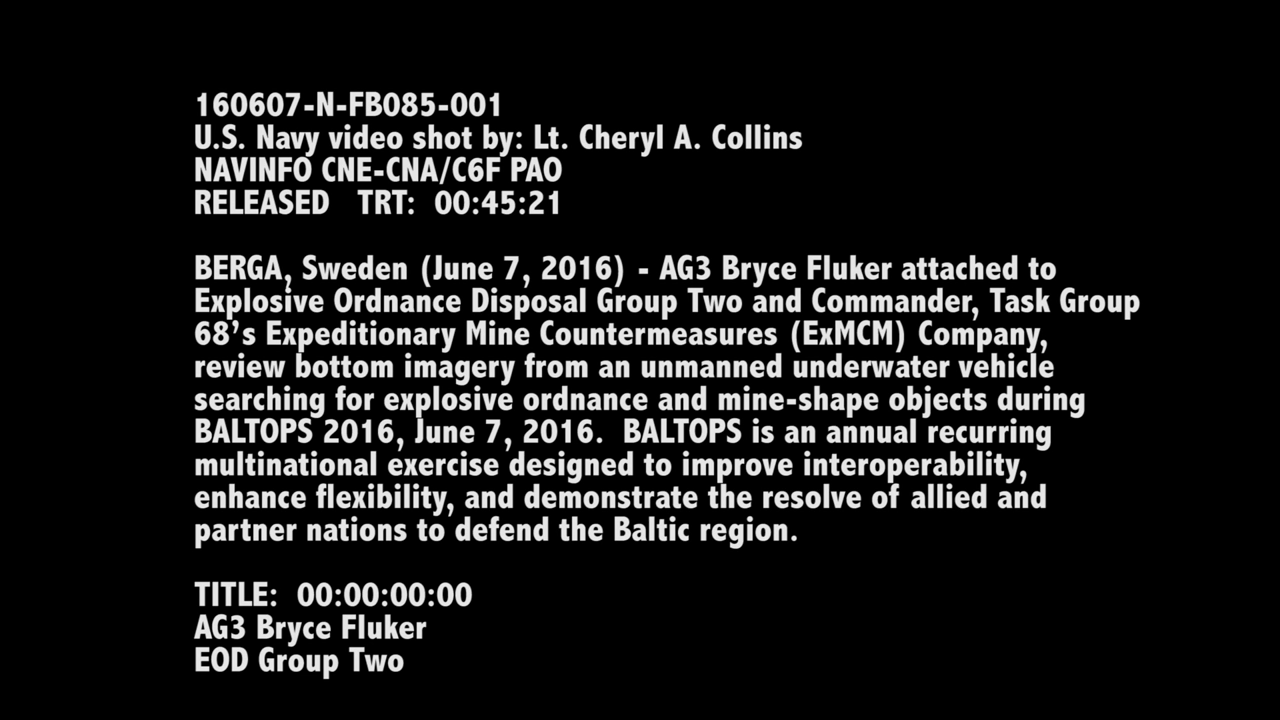 160607-N-FB085-001
U.S. Navy video shot by: Lt. Cheryl A. Collins
NAVINFO CNE-CNA/C6F PAO
RELEASED   TRT:  00:45:21
BERGA, Sweden (June 7, 2016) - AG3 Bryce Fluker attached to
Explosive Ordnance Disposal Group Two and Commander, Task Group
68’s Expeditionary Mine Countermeasures (ExMCM) Company,
review bottom imagery from an unmanned underwater vehicle
searching for explosive ordnance and mine-shape objects during
BALTOPS 2016, June 7, 2016.  BALTOPS is an annual recurring
multinational exercise designed to improve interoperability,
enhance flexibility, and demonstrate the resolve of allied and
partner nations to defend the Baltic region.
TITLE:  00:00:00:00
AG3 Bryce Fluker
EOD Group Two